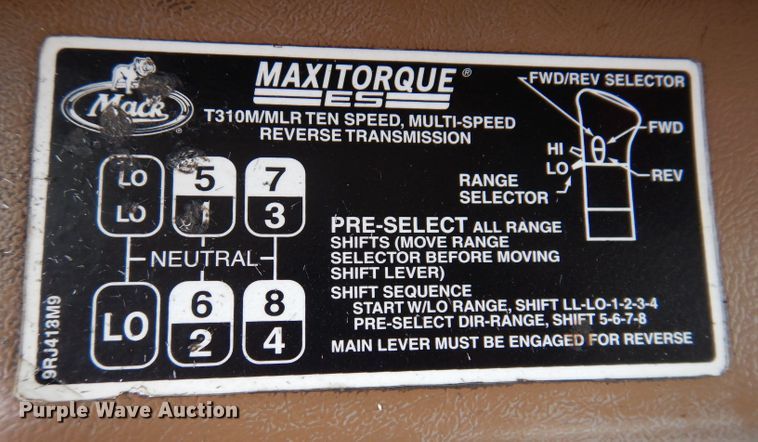 Mack
®
MAXITORQUE®
ES
T310M/MLR TEN SPEED, MULTI-SPEED
REVERSE TRANSMISSION
FWD/REV SELECTOR
FWD
HI
LO
REV
RANGE
SELECTOR
LO 5 7
LO 1 3
NEUTRAL
LO 6 8
2 4
PRE-SELECT ALL RANGE
SHIFTS (MOVE RANGE
SELECTOR BEFORE MOVING
SHIFT LEVER)
SHIFT SEQUENCE
START W/LO RANGE, SHIFT LL-LO-1-2-3-4
PRE-SELECT DIR-RANGE, SHIFT 5-6-7-8
MAIN LEVER MUST BE ENGAGED FOR REVERSE
9RJ418M9
Purple Wave Auction